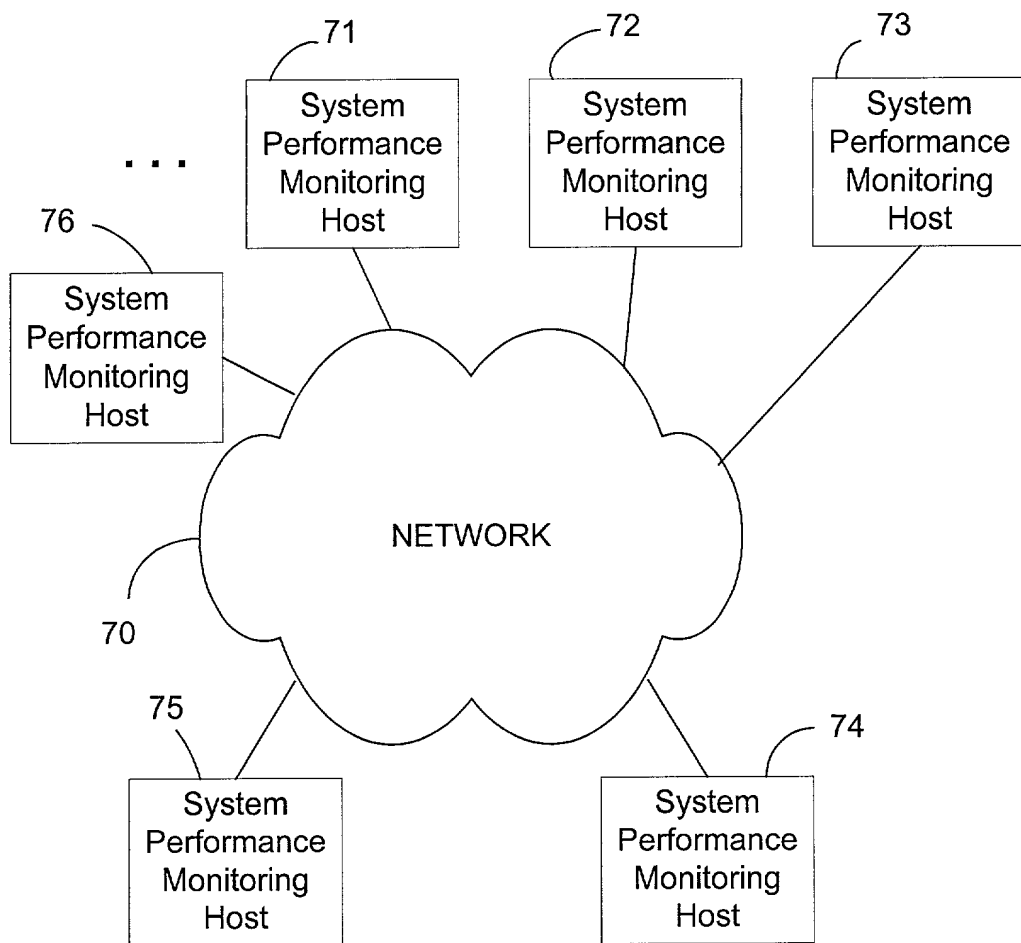 71
72
73
System
Performance
Monitoring
Host
System
Performance
Monitoring
Host
System
Performance
Monitoring
Host
. . .
76
System
Performance
Monitoring
Host
NETWORK
70
75
74
System
Performance
Monitoring
Host
System
Performance
Monitoring
Host